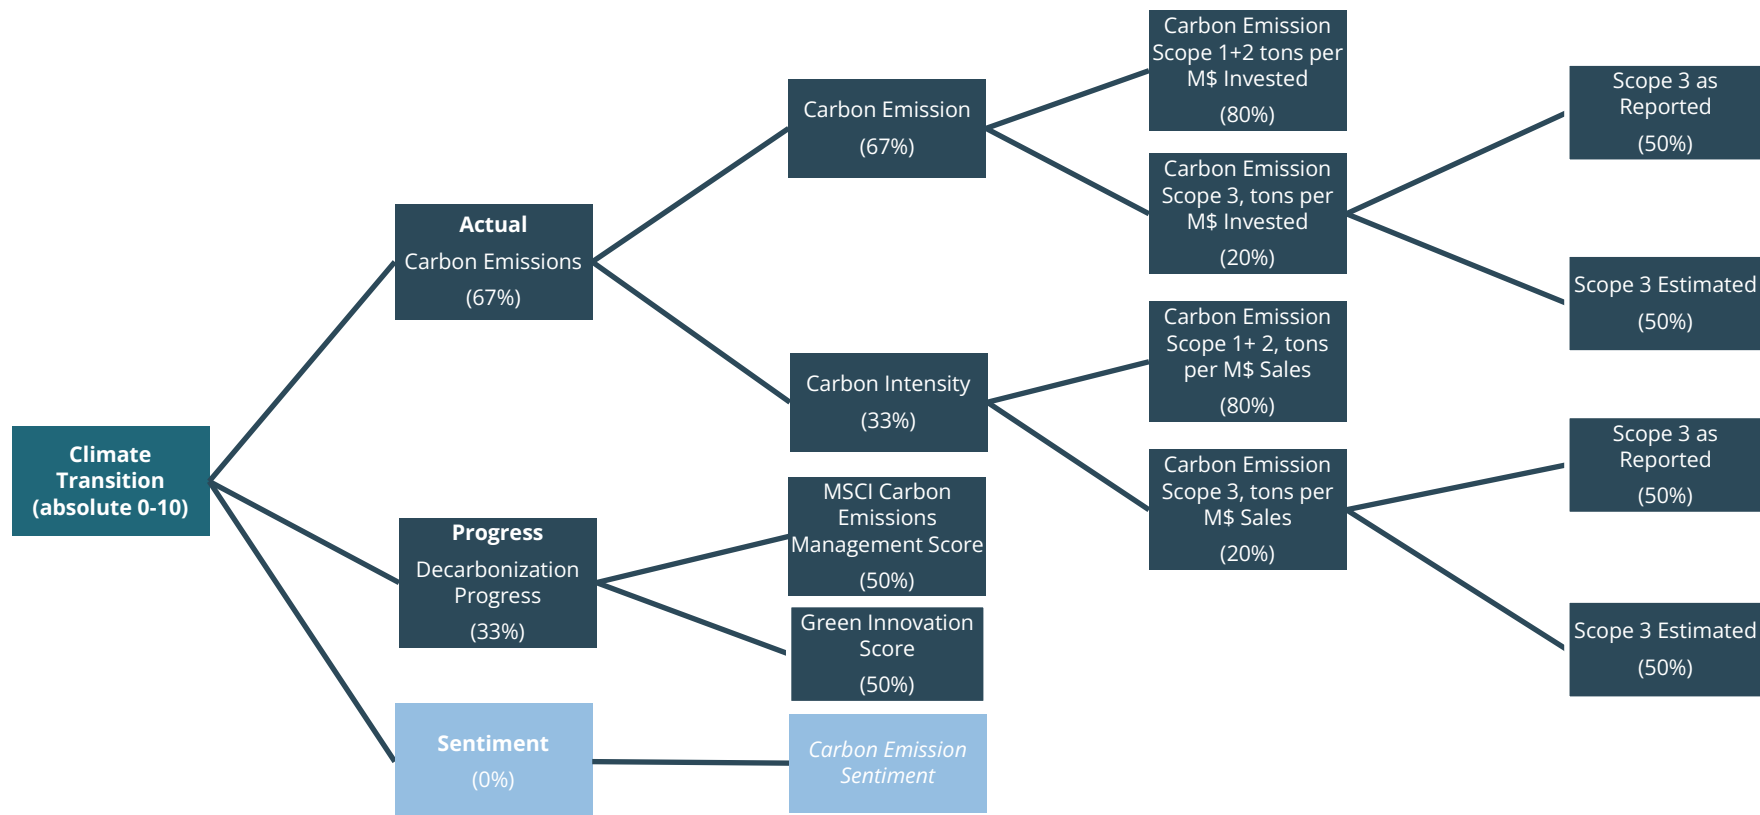 Climate
Transition
(absolute 0-10)
Actual
Carbon Emissions
(67%)
Progress
Decarbonization
Progress
(33%)
Sentiment
(0%)
Carbon Emission
(67%)
Carbon Intensity
(33%)
MSCI Carbon
Emissions
Management Score
(50%)
Green Innovation
Score
(50%)
Carbon Emission
Sentiment
Carbon Emission
Scope 1+2 tons per
M$ Invested
(80%)
Carbon Emission
Scope 3, tons per
M$ Invested
(20%)
Carbon Emission
Scope 1+ 2, tons
per M$ Sales
(80%)
Carbon Emission
Scope 3, tons per
M$ Sales
(20%)
Scope 3 as
Reported
(50%)
Scope 3 Estimated
(50%)
Scope 3 as
Reported
(50%)
Scope 3 Estimated
(50%)